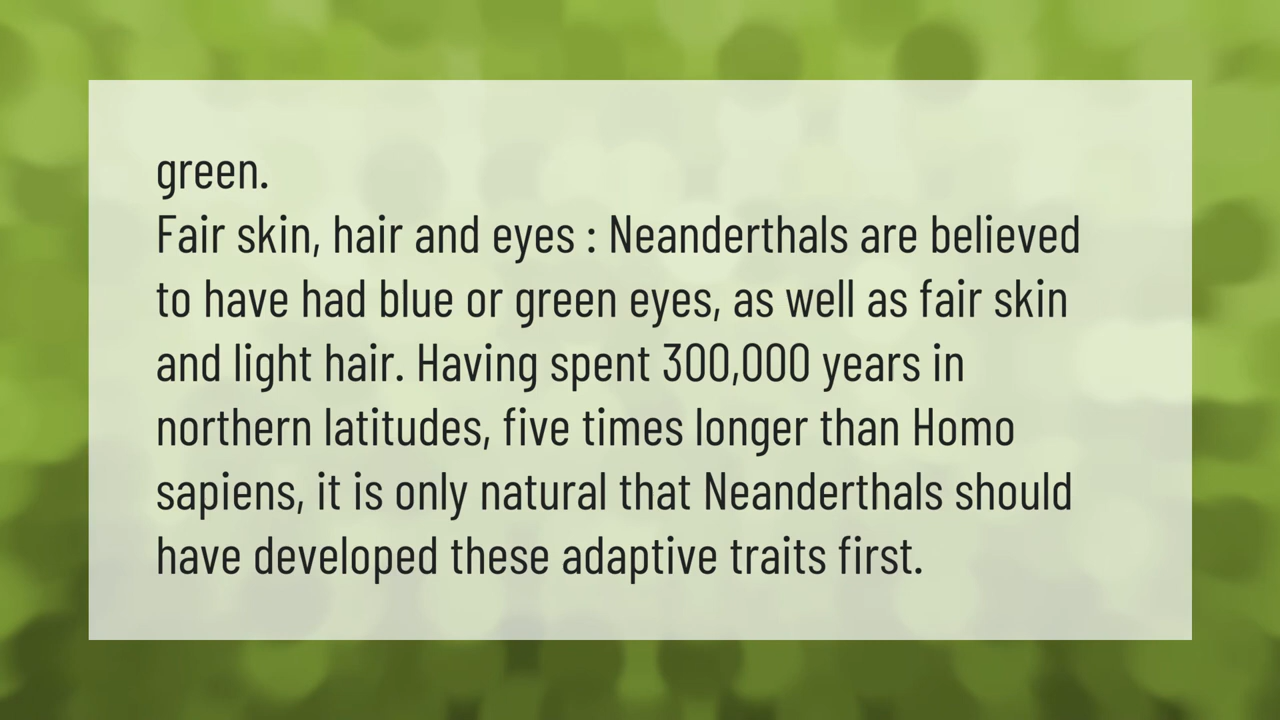 green.
Fair skin, hair and eyes : Neanderthals are believed
to have had blue or green eyes, as well as fair skin
and light hair. Having spent 300,000 years in
northern latitudes, five times longer than Homo
sapiens, it is only natural that Neanderthals should
have developed these adaptive traits first.